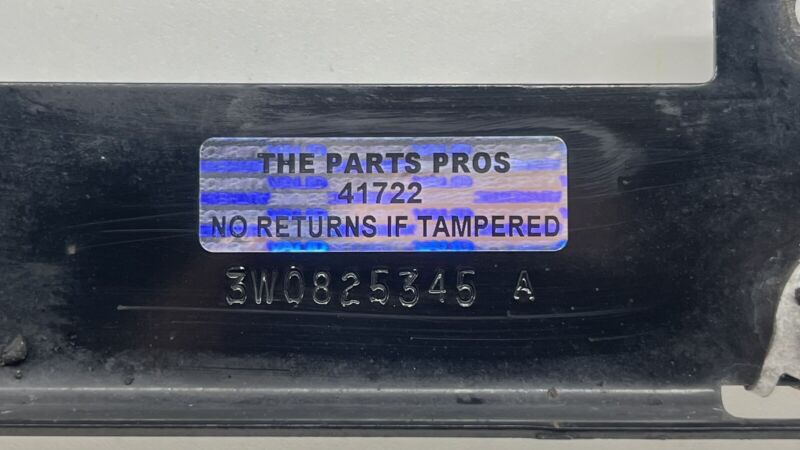 THE PARTS PROS
41722
NO RETURNS IF TAMPERED
3W0825345 A